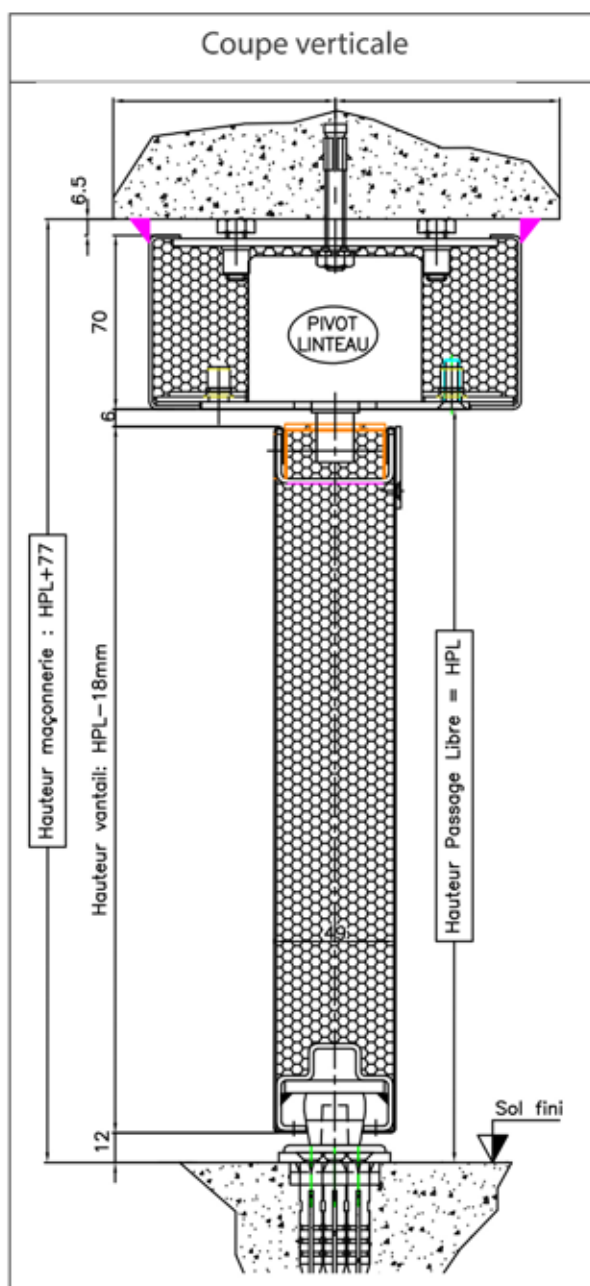 Coupe verticale
6.5
70
PIVOT
LINTEAU
6
Hauteur maçonnerie : HPL+77
Hauteur vantail: HPL-18mm
Hauteur Passage Libre = HPL
49
Sol fini
12